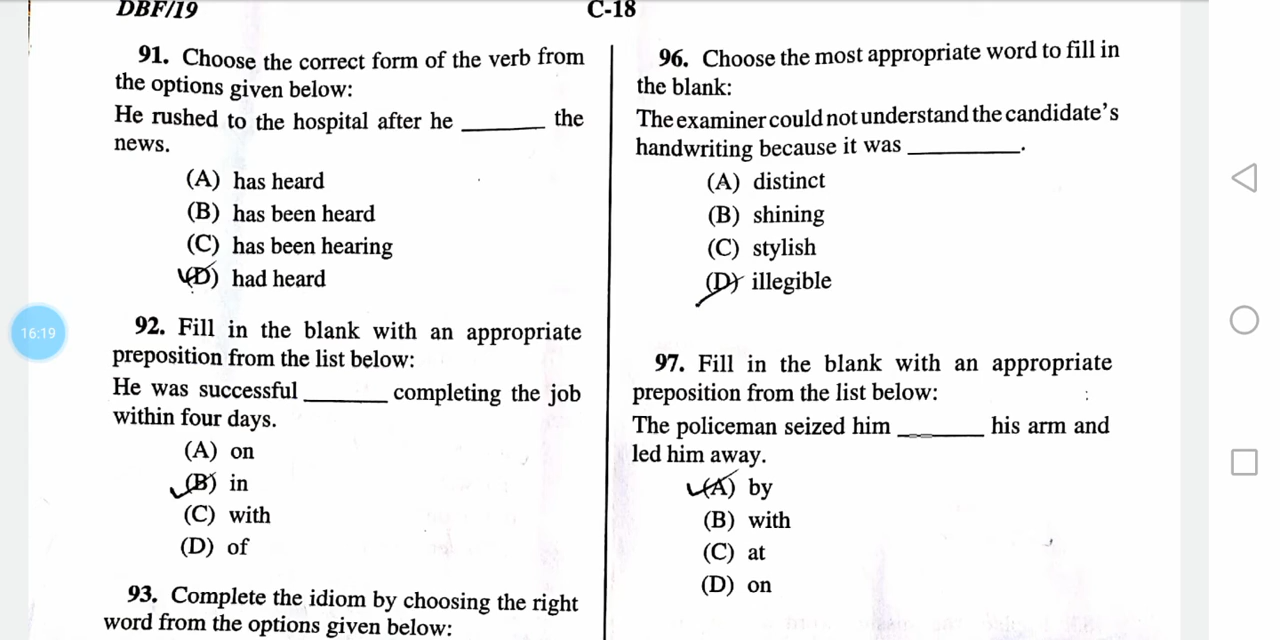 DBF/19
C-18
91. Choose the correct form of the verb from
the options given below:
He rushed to the hospital after he ________ the
news.
(A) has heard
(B) has been heard
(C) has been hearing
(D) had heard
92. Fill in the blank with an appropriate
preposition from the list below:
He was successful ________ completing the job
within four days.
(A) on
(B) in
(C) with
(D) of
93. Complete the idiom by choosing the right
word from the options given below:
96. Choose the most appropriate word to fill in
the blank:
The examiner could not understand the candidate's
handwriting because it was __________.
(A) distinct
(B) shining
(C) stylish
(D) illegible
97. Fill in the blank with an appropriate
preposition from the list below:
The policeman seized him ________ his arm and
led him away.
(A) by
(B) with
(C) at
(D) on
16:19